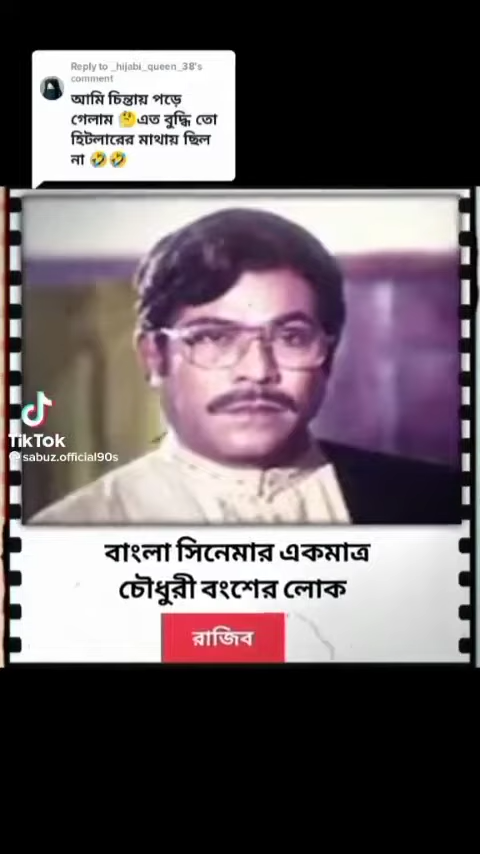 Reply to _hijabi_queen_38's
comment
আমি চিন্তায় পড়ে
গেলাম 🤔এত বুদ্ধি তো
হিটলারের মাথায় ছিল
না 🤣🤣
TikTok
sabuz.official90s
বাংলা সিনেমার একমাত্র
চৌধুরী বংশের লোক
রাজিব